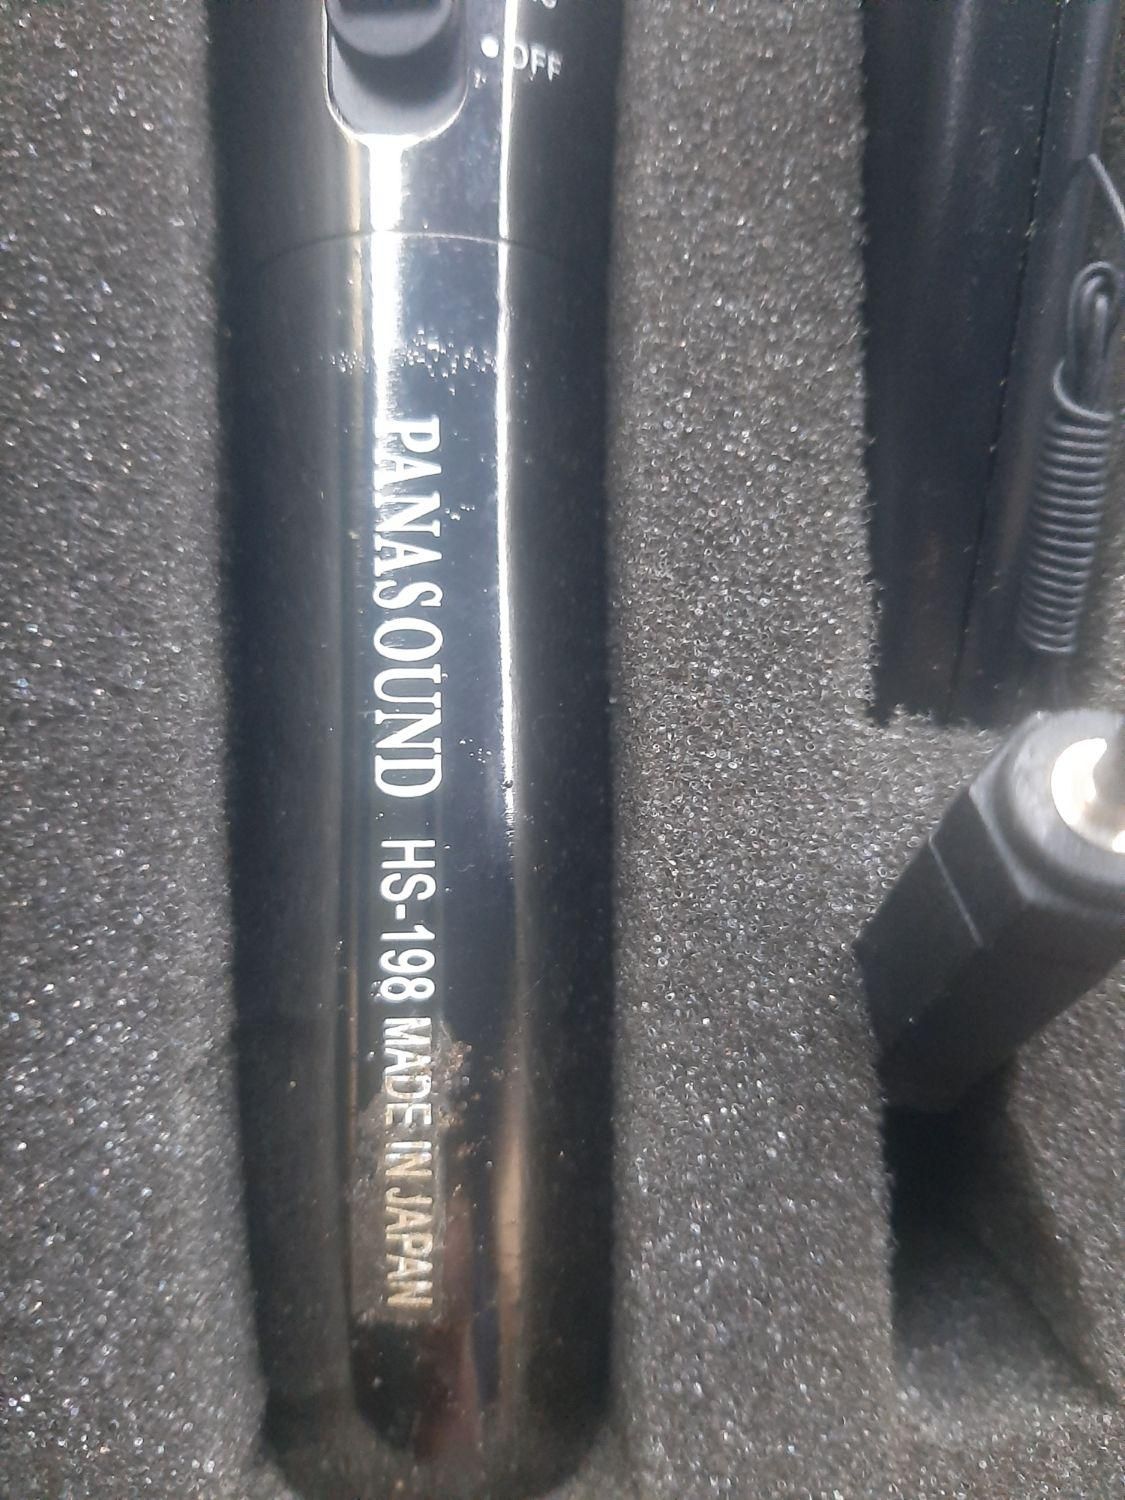 OFF
PANASOUND HS-198 MADE IN JAPAN